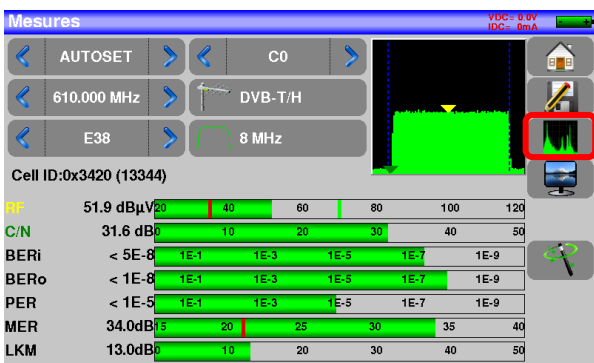 Mesures
VDC= 0.0V
IDC= 0mA
AUTOSET C0
610.000 MHz DVB-T/H
E38 8 MHz
Cell ID:0x3420 (13344)
RF 51.9 dBµV 20 40 60 80 100 120
C/N 31.6 dB 0 10 20 30 40 50
BERi < 5E-8 1E-1 1E-3 1E-5 1E-7 1E-9
BERo < 1E-8 1E-1 1E-3 1E-5 1E-7 1E-9
PER < 1E-5 1E-1 1E-3 1E-5 1E-7 1E-9
MER 34.0dB 15 20 25 30 35 40
LKM 13.0dB 0 10 20 30 40 50